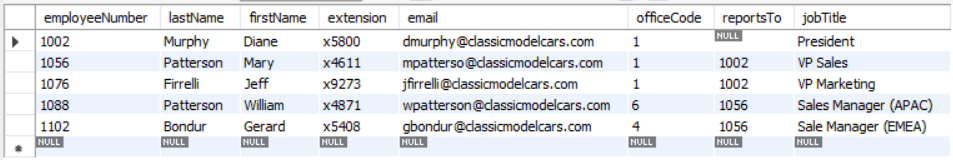 employeeNumber lastName firstName extension email officeCode reportsTo jobTitle
1002 Murphy Diane x5800 dmurphy@classicmodelcars.com 1 NULL President
1056 Patterson Mary x4611 mpatterso@classicmodelcars.com 1 1002 VP Sales
1076 Firrelli Jeff x9273 jfirrelli@classicmodelcars.com 1 1002 VP Marketing
1088 Patterson William x4871 wpatterson@classicmodelcars.com 6 1056 Sales Manager (APAC)
1102 Bondur Gerard x5408 gbondur@classicmodelcars.com 4 1056 Sale Manager (EMEA)
NULL NULL NULL NULL NULL NULL NULL NULL